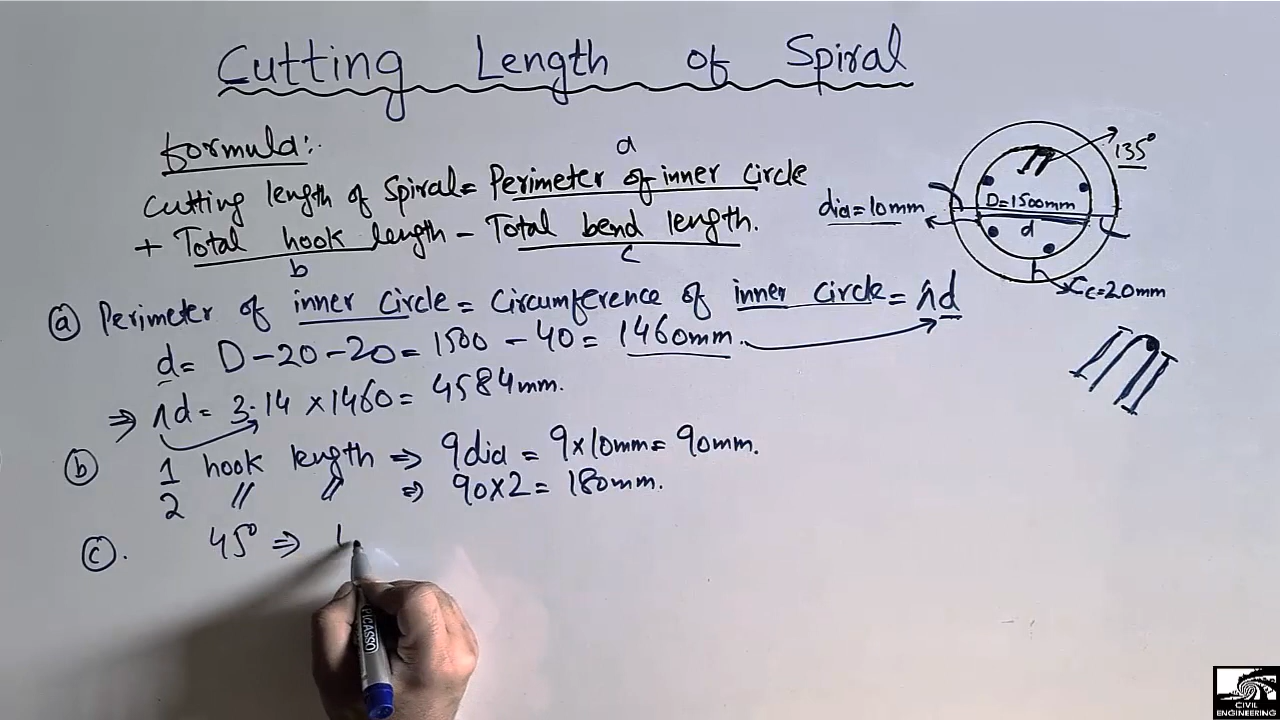 Cutting Length of Spiral
formula:-
a
Cutting length of Spiral = Perimeter of inner circle
+ Total hook length - Total bend length.
b c
135°
D=1500mm
dia=10mm
d
Cc=20mm
ⓐ Perimeter of inner circle = Circumference of inner circle = πd
d = D-20-20 = 1500 - 40 = 1460mm.
⇒ πd = 3.14 × 1460 = 4584mm.
ⓑ 1 hook length ⇒ 9dia = 9×10mm = 90mm.
2 〃 〃 ⇒ 90×2 = 180mm.
ⓒ. 45° ⇒
PICASSO
CIVIL
ENGINEERING